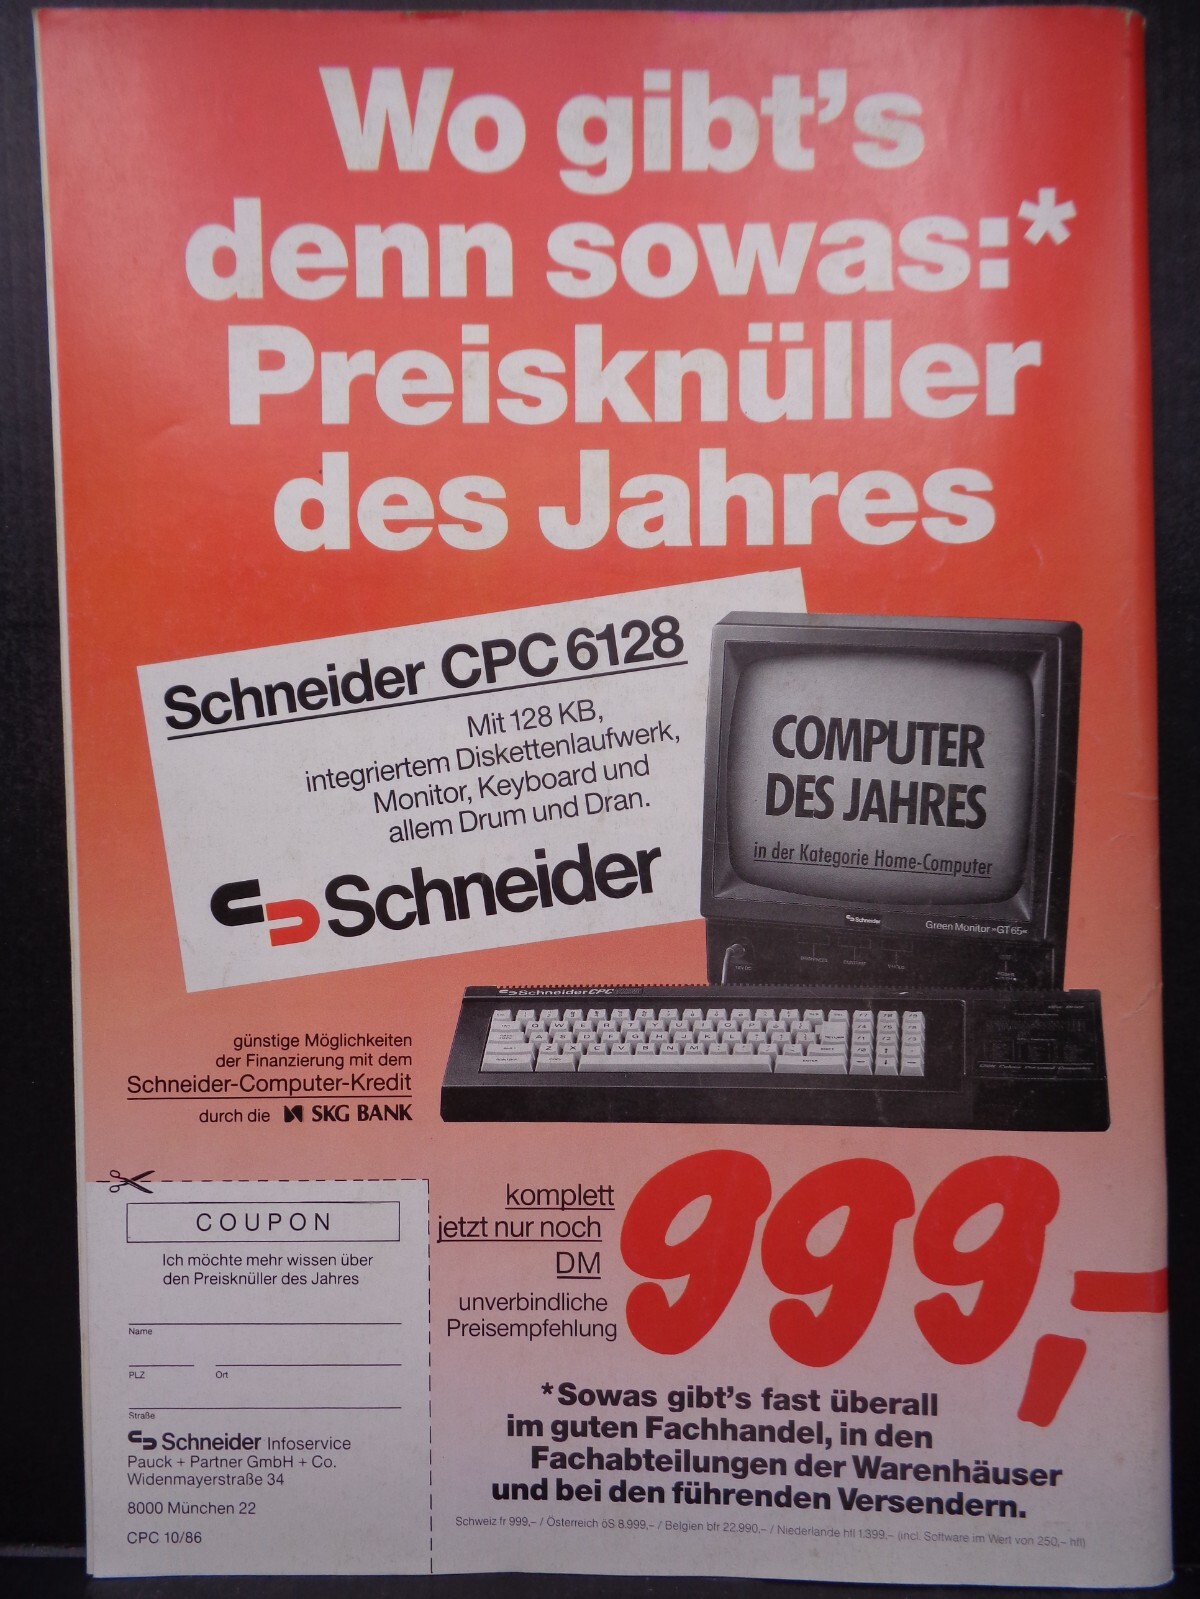 Wo gibt's
denn sowas:*
Preisknüller
des Jahres
Schneider CPC 6128
Mit 128 KB,
integriertem Diskettenlaufwerk,
Monitor, Keyboard und
allem Drum und Dran.
Schneider
COMPUTER
DES JAHRES
in der Kategorie Home-Computer
Schneider
Green Monitor »GT 65«
Schneider CPC
günstige Möglichkeiten
der Finanzierung mit dem
Schneider-Computer-Kredit
durch die SKG BANK
komplett
jetzt nur noch
DM
999,-
unverbindliche
Preisempfehlung
*Sowas gibt's fast überall
im guten Fachhandel, in den
Fachabteilungen der Warenhäuser
und bei den führenden Versendern.
Schweiz fr 999,– / Österreich öS 8.999,– / Belgien bfr 22.990,– / Niederlande hfl 1.399,– (incl. Software im Wert von 250,– hfl)
COUPON
Ich möchte mehr wissen über
den Preisknüller des Jahres
Name
PLZ Ort
Straße
Schneider Infoservice
Pauck + Partner GmbH + Co.
Widenmayerstraße 34
8000 München 22
CPC 10/86